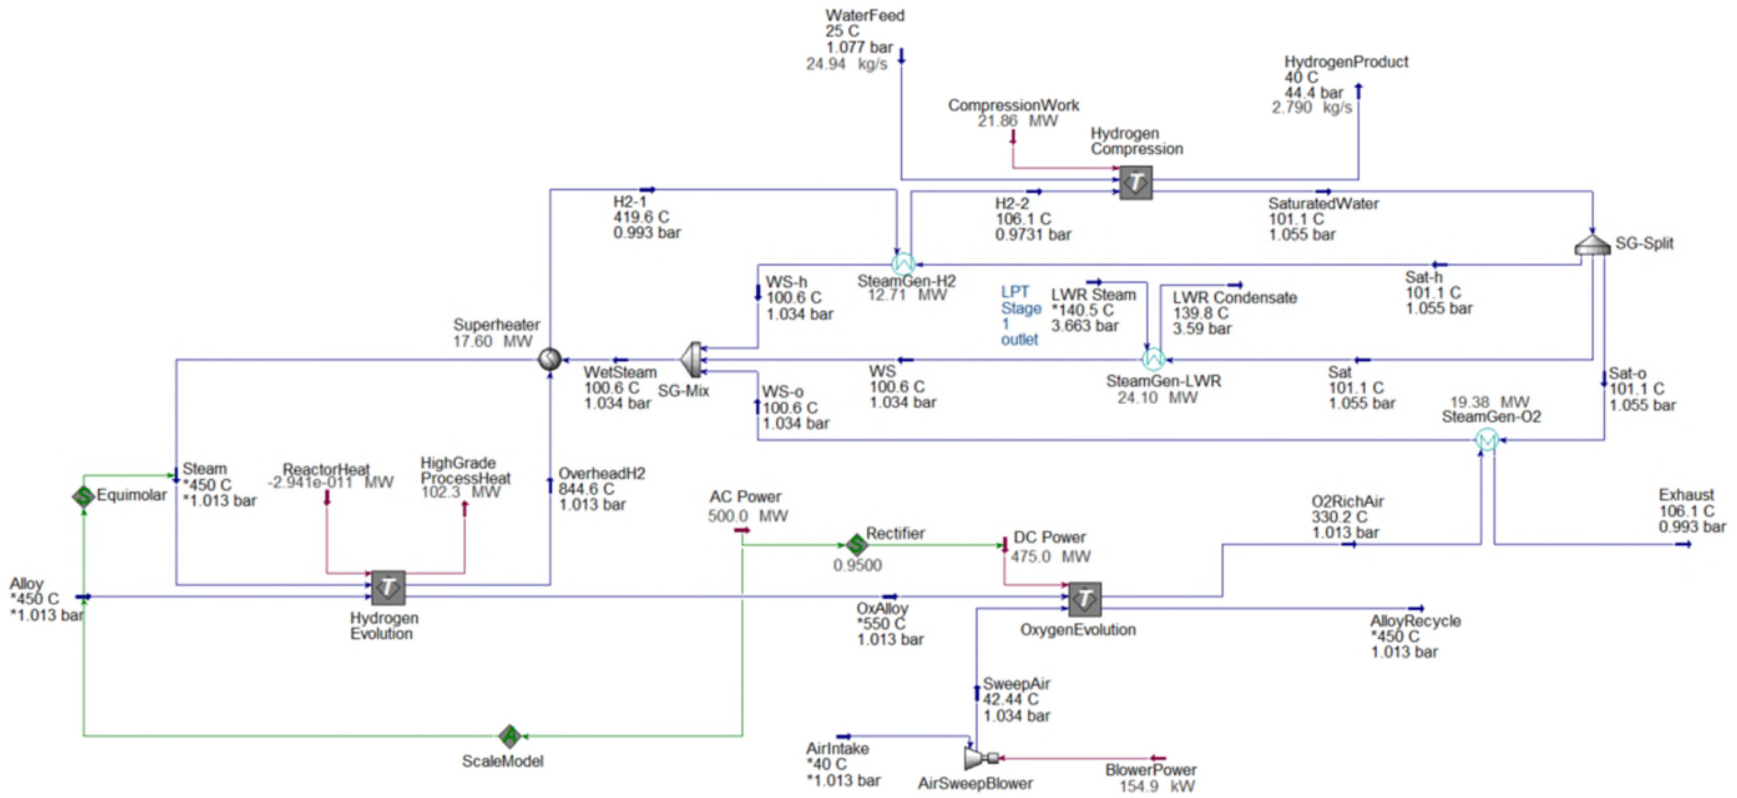 WaterFeed
25 C
1.077 bar
24.94 kg/s
HydrogenProduct
40 C
44.4 bar
2.790 kg/s
CompressionWork
21.86 MW
Hydrogen
Compression
T
H2-1
419.6 C
0.993 bar
H2-2
106.1 C
0.9731 bar
SaturatedWater
101.1 C
1.055 bar
SG-Split
SteamGen-H2
12.71 MW
WS-h
100.6 C
1.034 bar
LPT
Stage
1
outlet
LWR Steam
*140.5 C
3.663 bar
LWR Condensate
139.8 C
3.59 bar
Sat-h
101.1 C
1.055 bar
Superheater
17.60 MW
WetSteam
100.6 C
1.034 bar
SG-Mix
WS
100.6 C
1.034 bar
SteamGen-LWR
24.10 MW
Sat
101.1 C
1.055 bar
Sat-o
101.1 C
1.055 bar
WS-o
100.6 C
1.034 bar
19.38 MW
SteamGen-O2
Steam
*450 C
*1.013 bar
ReactorHeat
-2.941e-011 MW
HighGrade
ProcessHeat
102.3 MW
OverheadH2
844.6 C
1.013 bar
S
Equimolar
AC Power
500.0 MW
S
Rectifier
0.9500
DC Power
475.0 MW
O2RichAir
330.2 C
1.013 bar
Exhaust
106.1 C
0.993 bar
Alloy
*450 C
*1.013 bar
T
Hydrogen
Evolution
OxAlloy
*550 C
1.013 bar
T
OxygenEvolution
AlloyRecycle
*450 C
1.013 bar
SweepAir
42.44 C
1.034 bar
A
ScaleModel
AirIntake
*40 C
*1.013 bar
AirSweepBlower
BlowerPower
154.9 kW